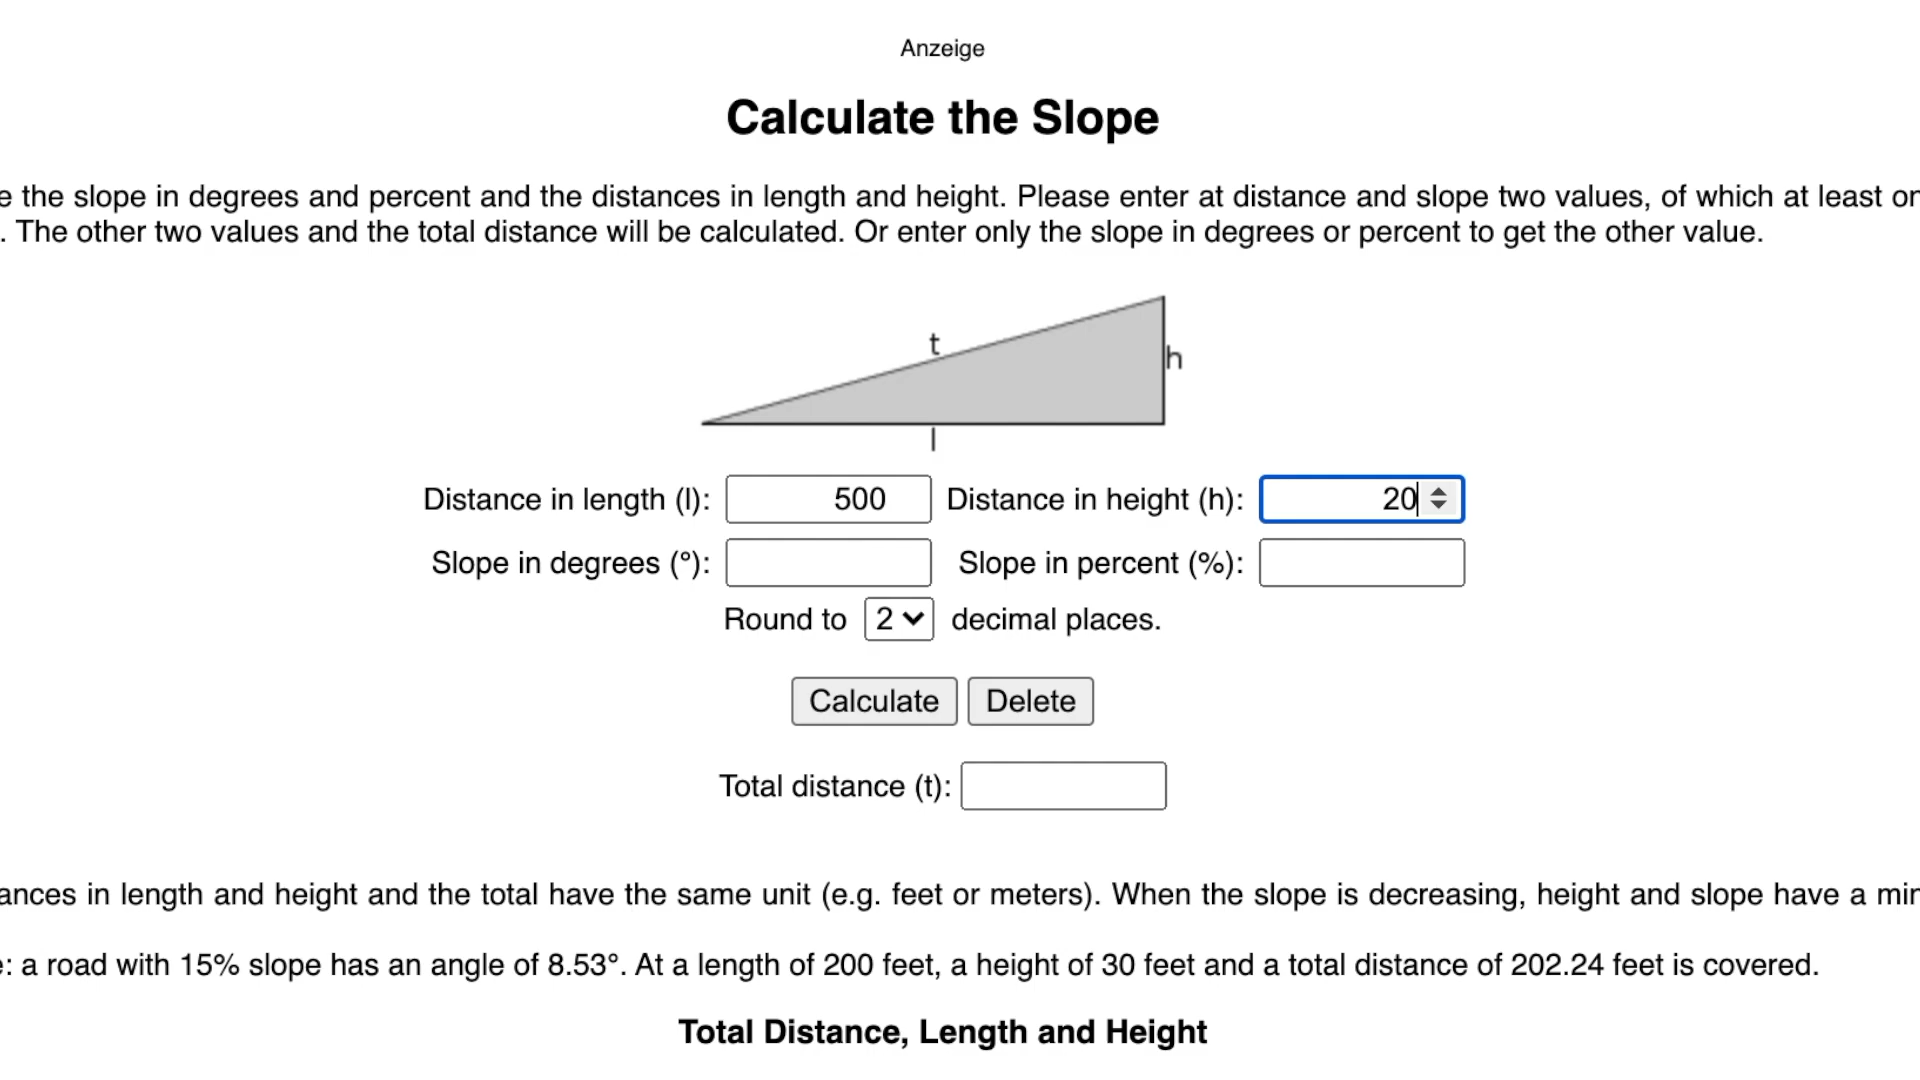 Anzeige
Calculate the Slope
the slope in degrees and percent and the distances in length and height. Please enter at distance and slope two values, of which at least
. The other two values and the total distance will be calculated. Or enter only the slope in degrees or percent to get the other value.
t
h
l
Distance in length (l): 500 Distance in height (h): 20
Slope in degrees (°): Slope in percent (%):
Round to 2 decimal places.
Calculate Delete
Total distance (t):
in length and height and the total have the same unit (e.g. feet or meters). When the slope is decreasing, height and slope have a
: a road with 15% slope has an angle of 8.53°. At a length of 200 feet, a height of 30 feet and a total distance of 202.24 feet is covered.
Total Distance, Length and Height